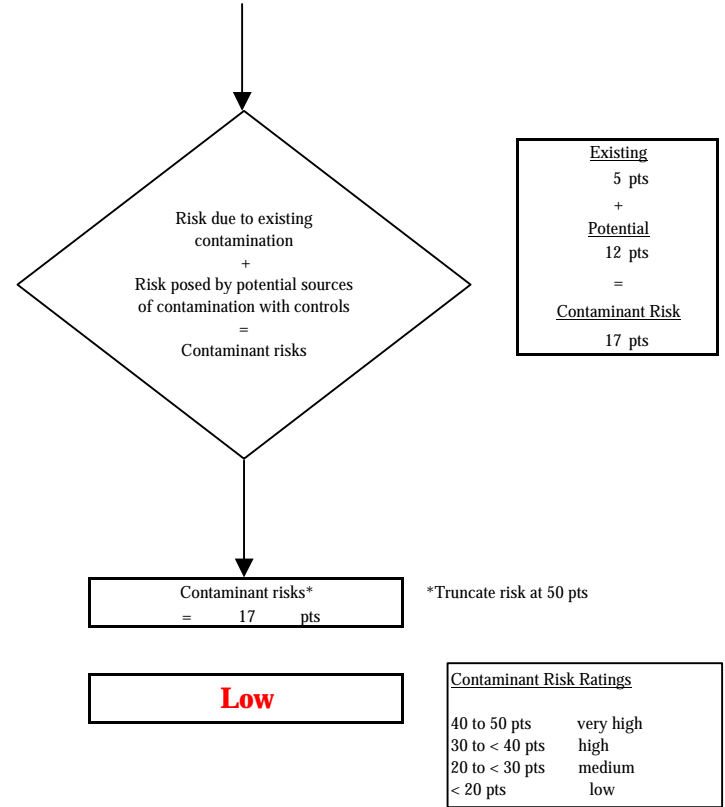 Risk due to existing
contamination
+
Risk posed by potential sources
of contamination with controls
=
Contaminant risks
Existing
5 pts
+
Potential
12 pts
=
Contaminant Risk
17 pts
Contaminant risks*
= 17 pts
*Truncate risk at 50 pts
Low
Contaminant Risk Ratings
40 to 50 pts very high
30 to < 40 pts high
20 to < 30 pts medium
< 20 pts low